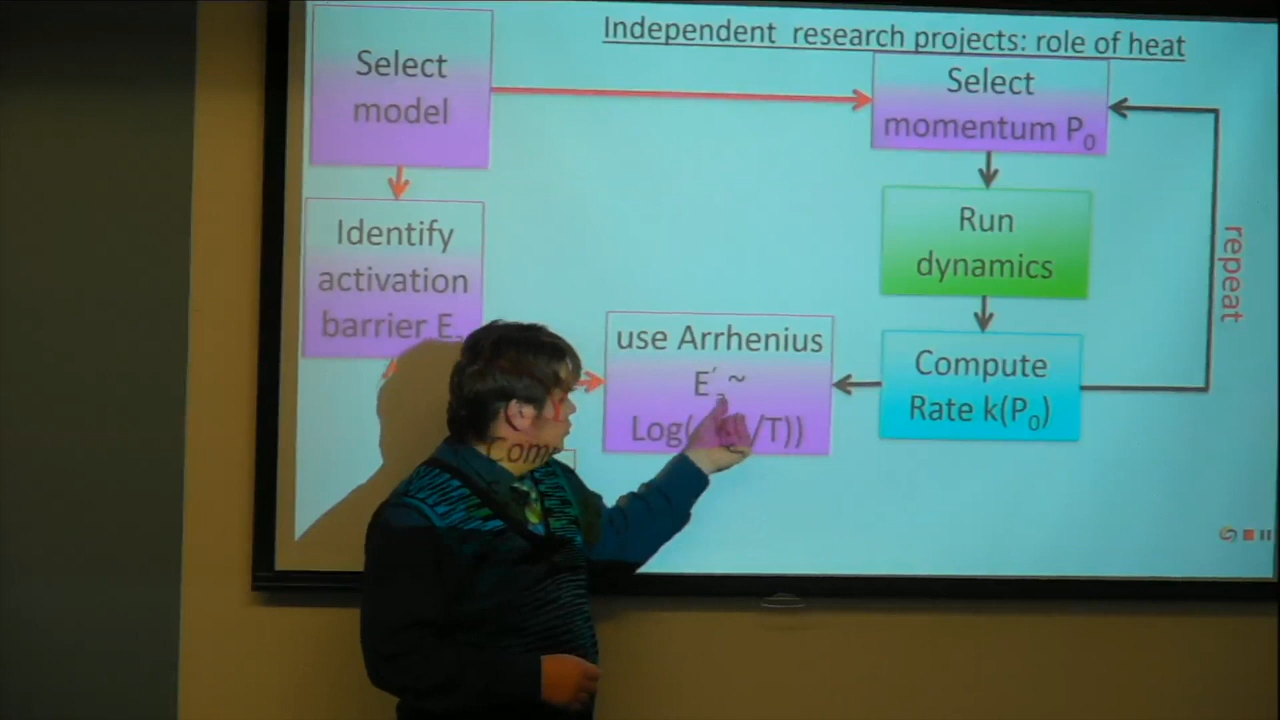 Independent research projects: role of heat
Select
model
Select
momentum P₀
Identify
activation
barrier E
Run
dynamics
repeat
use Arrhenius
E′ ~
Log( /T))
Compute
Rate k(P₀)
Com